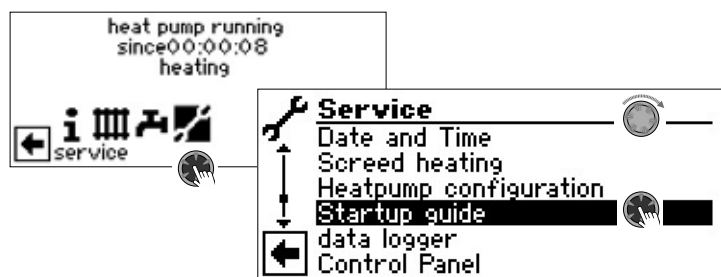 heat pump running
since00:00:08
heating
service
Service
Date and Time
Screed heating
Heatpump configuration
Startup guide
data logger
Control Panel